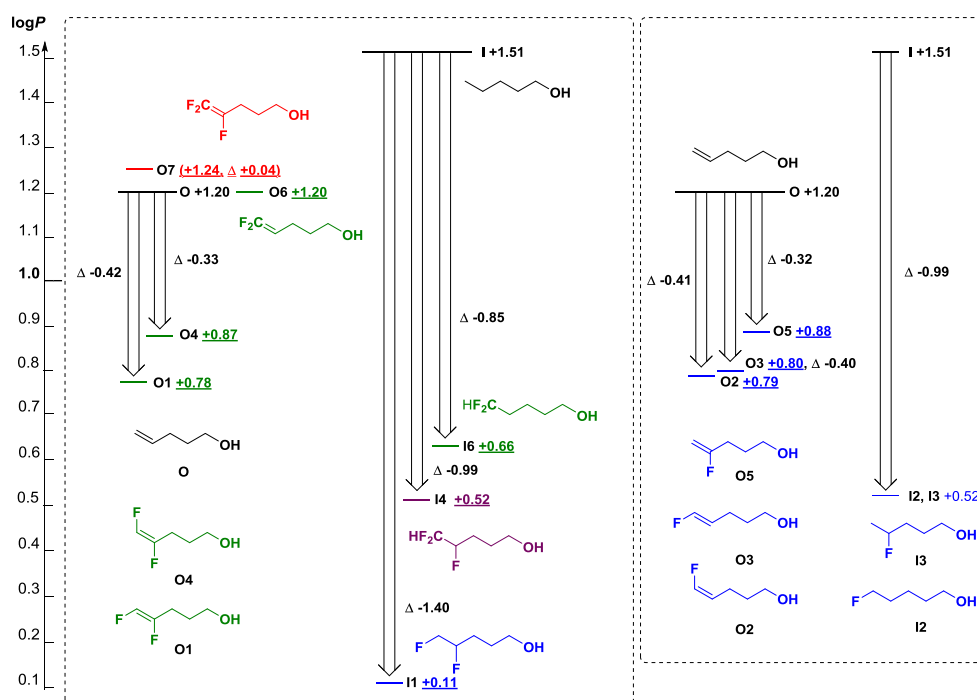 logP
1.5
1.4
1.3
1.2
1.1
1.0
0.9
0.8
0.7
0.6
0.5
0.4
0.3
0.2
0.1
I +1.51
OH
F₂C
OH
F
O7 (+1.24, Δ +0.04)
O +1.20
O6 +1.20
F₂C
OH
Δ -0.42
Δ -0.33
O4 +0.87
O1 +0.78
Δ -0.85
HF₂C
OH
I6 +0.66
Δ -0.99
I4 +0.52
HF₂C
OH
F
Δ -1.40
F
OH
F
I1 +0.11
OH
O
F
OH
F
O4
F
OH
F
O1
I +1.51
OH
O +1.20
Δ -0.41
Δ -0.32
Δ -0.99
O5 +0.88
O3 +0.80, Δ -0.40
O2 +0.79
OH
F
O5
I2, I3 +0.52
F
OH
O3
OH
F
I3
F
OH
O2
F
OH
I2